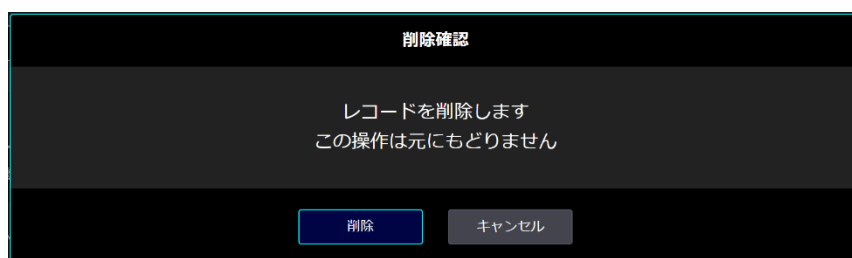 削除確認
レコードを削除します
この操作は元にもどりません
削除
キャンセル